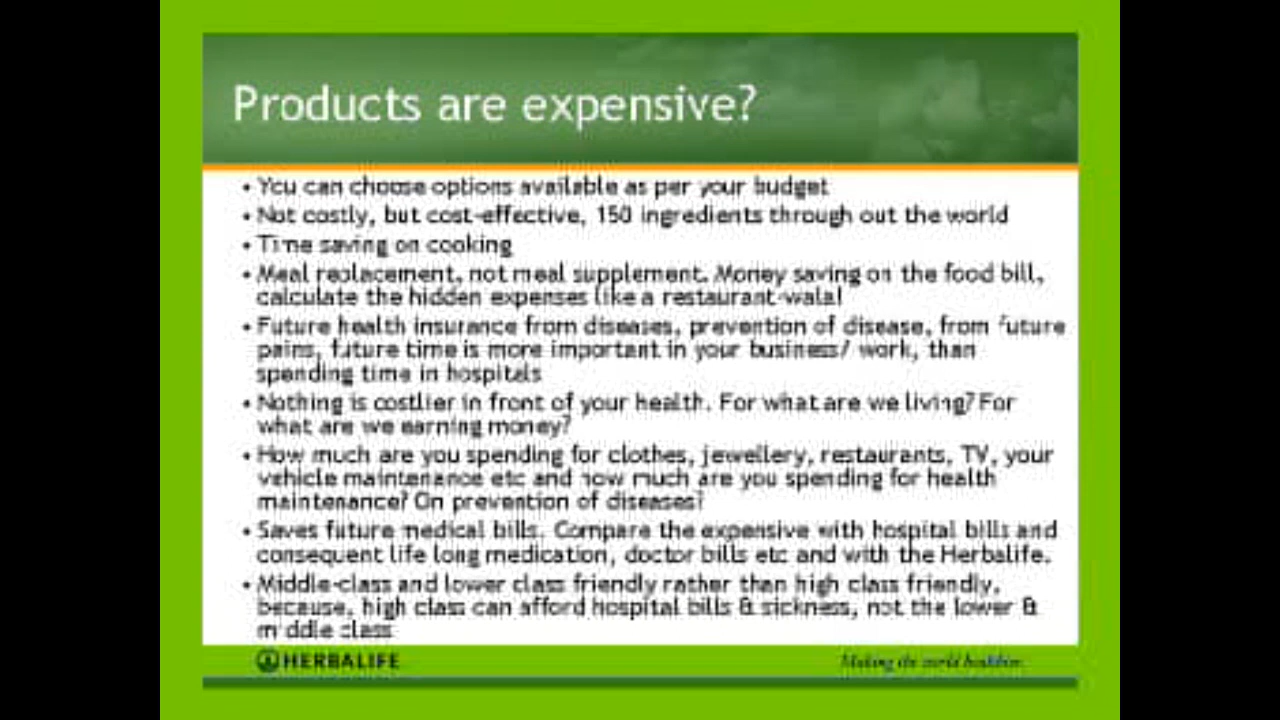 Products are expensive?
• You can choose options available as per your budget
• Not costly, but cost-effective, 150 ingredients through out the world
• Time saving on cooking
• Meal replacement, not meal supplement. Money saving on the food bill,
calculate the hidden expenses like a restaurant-wala!
• Future health insurance from diseases, prevention of disease, from future
pains, future time is more important in your business/ work, than
spending time in hospitals
• Nothing is costlier in front of your health. For what are we living? For
what are we earning money?
• How much are you spending for clothes, jewellery, restaurants, TV, your
vehicle maintenance etc and how much are you spending for health
maintenance? On prevention of diseases?
• Saves future medical bills. Compare the expensive with hospital bills and
consequent life long medication, doctor bills etc and with the Herbalife.
• Middle-class and lower class friendly rather than high class friendly,
because, high class can afford hospital bills & sickness, not the lower &
middle class
HERBALIFE
Making the world healthier.